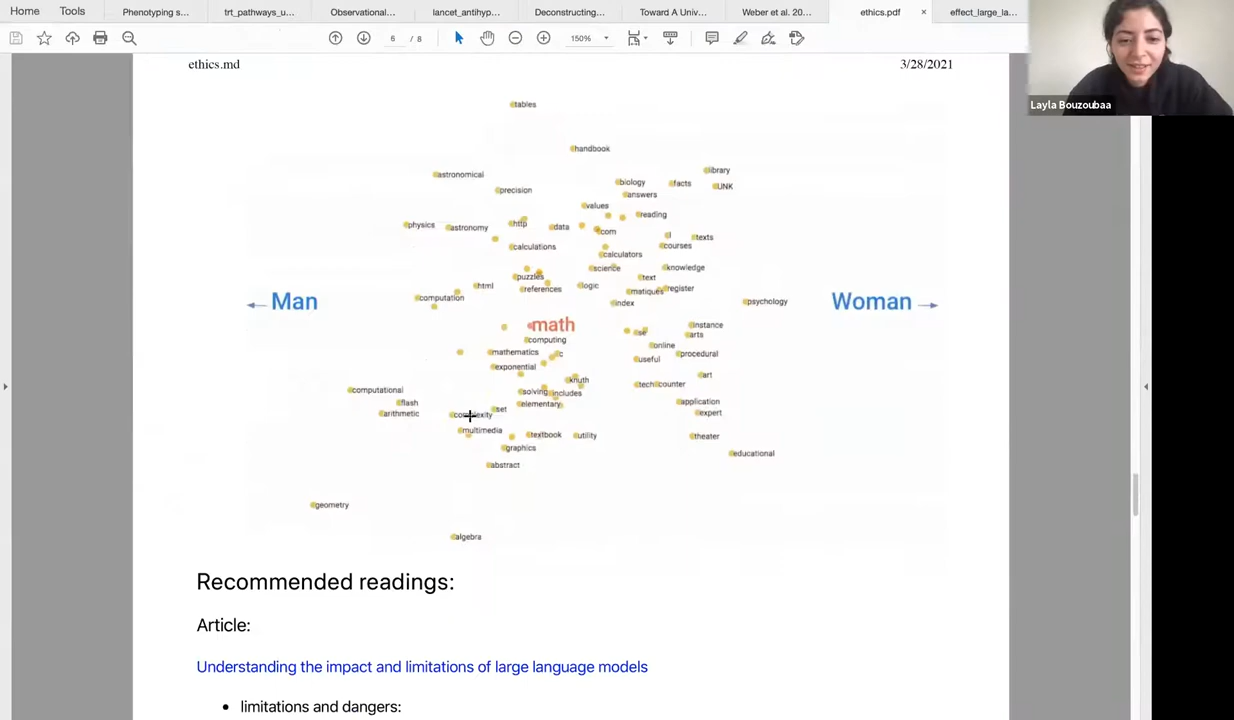 Home Tools Phenotyping s... trt_pathways_u... Observational... lancet_antihyp... Deconstructing... Toward A Univ... Weber et al. 20... ethics.pdf × effect_large_la...
6 / 8 150%
Layla Bouzoubaa
ethics.md 3/28/2021
tables
handbook
astronomical library
biology facts UNK
precision answers
values
reading
physics astronomy http data com
l texts
calculations courses
calculators
science knowledge
puzzles text
html references logic matiques register
computation index psychology
Man Woman
math instance
se arts
computing online
mathematics c procedural
exponential useful
knuth art
computational solving includes tech counter
flash elementary application
arithmetic complexity set expert
multimedia textbook utility theater
graphics educational
abstract
geometry
algebra
Recommended readings:
Article:
Understanding the impact and limitations of large language models
• limitations and dangers: